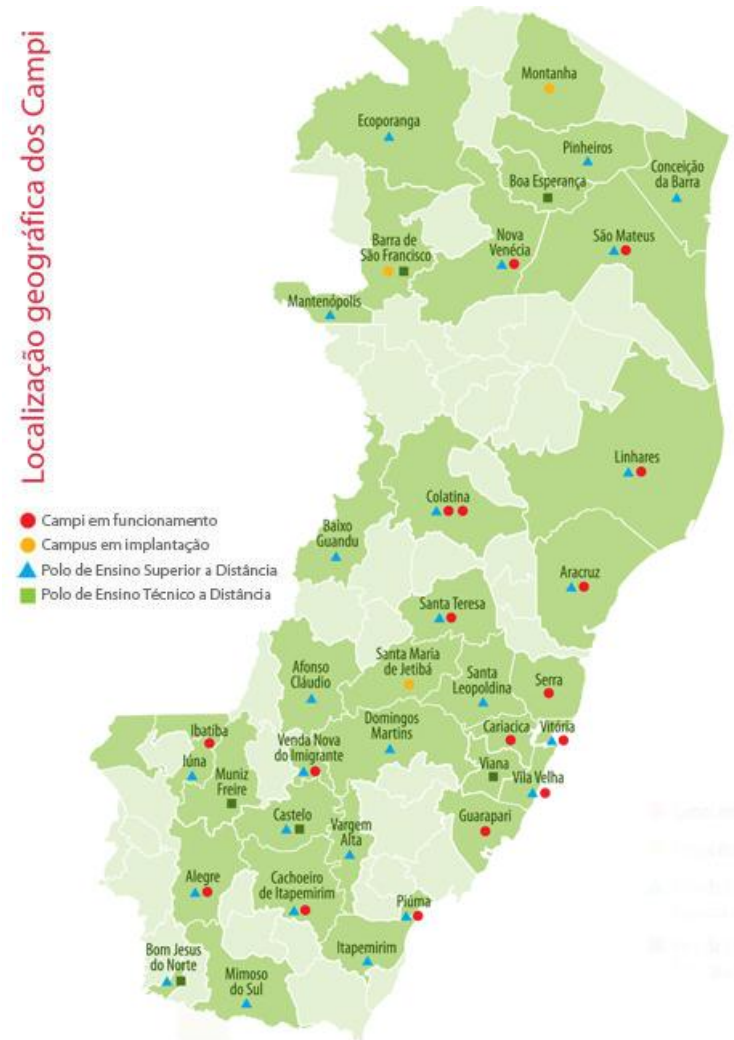 Localização geográfica dos Campi
Montanha
Ecoporanga
Pinheiros
Boa Esperança
Conceição
da Barra
Barra de
São Francisco
Nova
Venécia
São Mateus
Mantenópolis
Linhares
Colatina
Campi em funcionamento
Campus em implantação
Polo de Ensino Superior a Distância
Polo de Ensino Técnico a Distância
Baixo
Guandu
Aracruz
Santa Teresa
Santa Maria
de Jetibá
Afonso
Cláudio
Santa
Leopoldina
Serra
Domingos
Martins
Cariacica
Vitória
Ibatiba
Venda Nova
do Imigrante
Iúna
Muniz
Freire
Viana
Vila Velha
Castelo
Vargem
Alta
Guarapari
Alegre
Cachoeiro
de Itapemirim
Piúma
Bom Jesus
do Norte
Itapemirim
Mimoso
do Sul